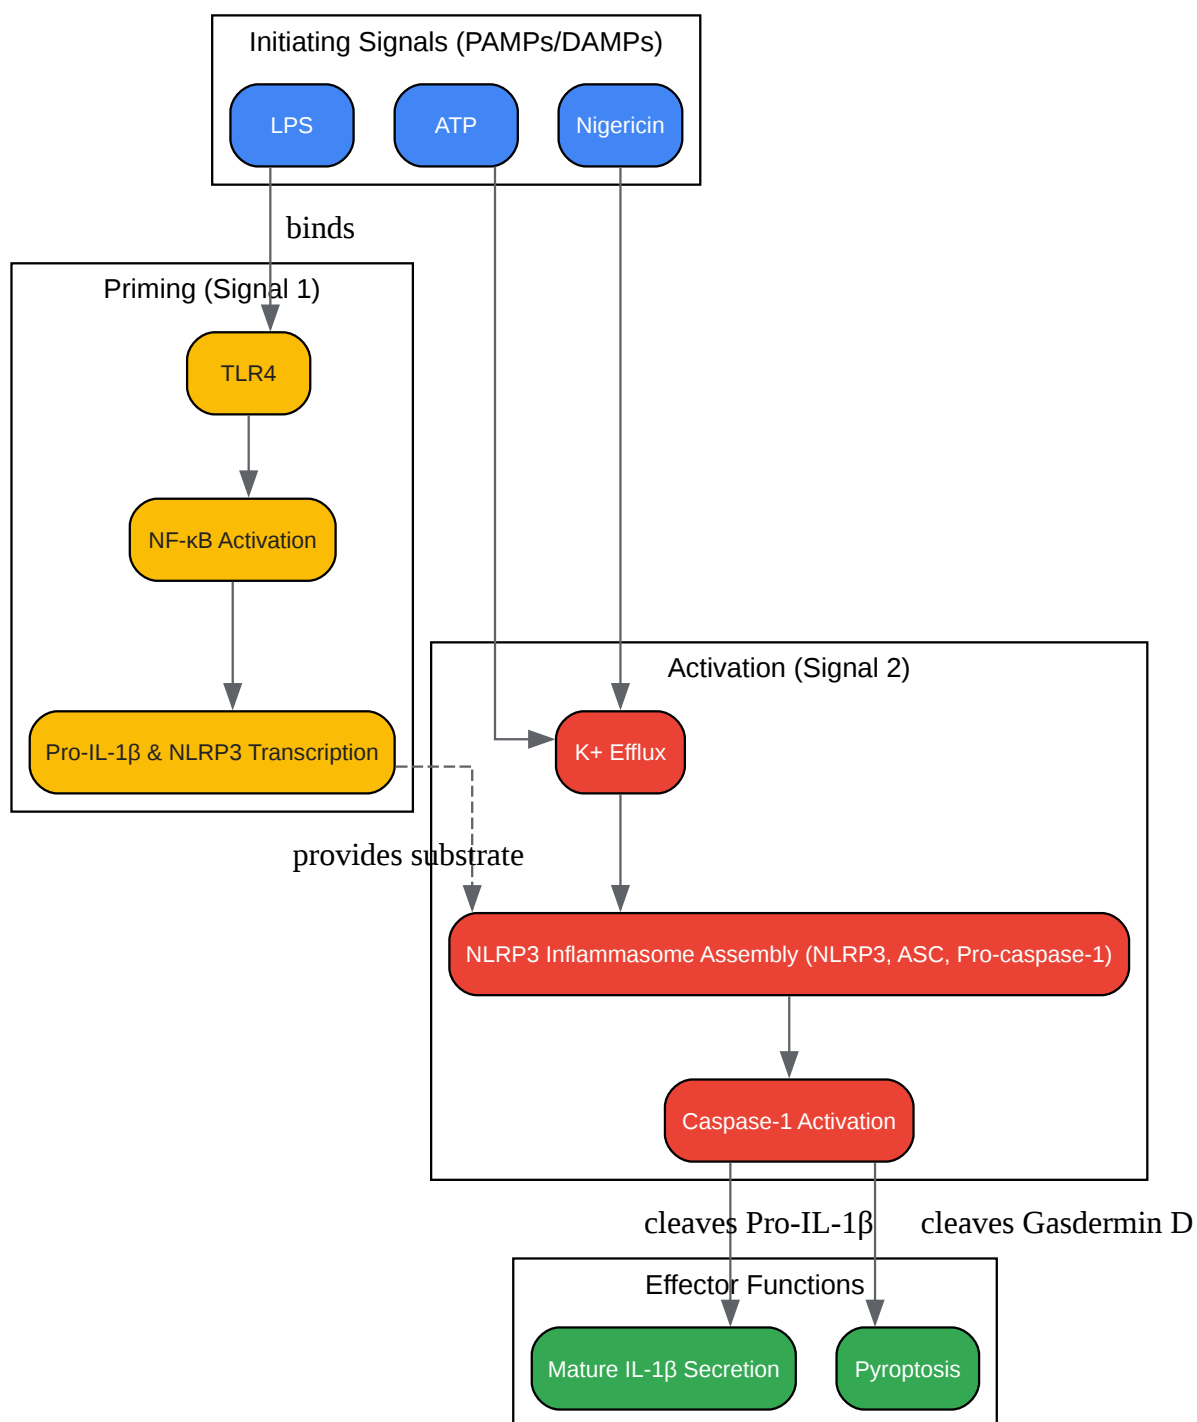 Initiating Signals (PAMPs/DAMPs)
LPS
ATP
Nigericin
binds
Priming (Signal 1)
TLR4
NF-κB Activation
Activation (Signal 2)
Pro-IL-1β & NLRP3 Transcription
K+ Efflux
provides substrate
NLRP3 Inflammasome Assembly (NLRP3, ASC, Pro-caspase-1)
Caspase-1 Activation
cleaves Pro-IL-1β
cleaves Gasdermin D
Effector Functions
Mature IL-1β Secretion
Pyroptosis